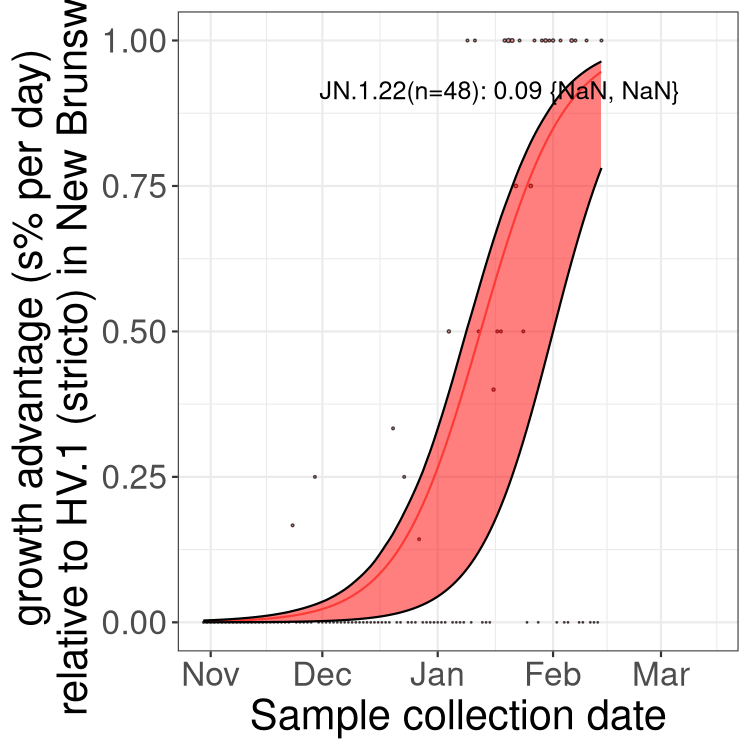 growth advantage (s% per day)
relative to HV.1 (stricto) in New Brunsw
1.00
0.75
0.50
0.25
0.00
JN.1.22(n=48): 0.09 {NaN, NaN}
Nov Dec Jan Feb Mar
Sample collection date